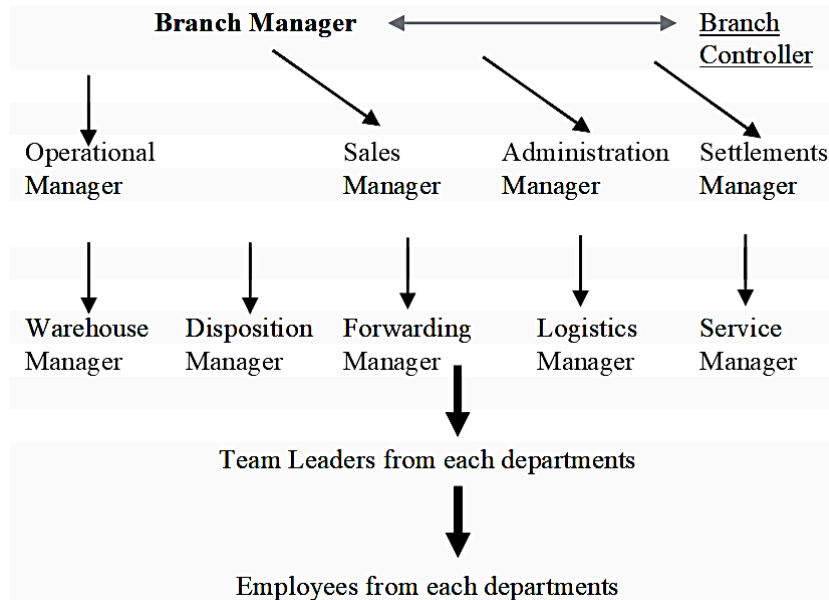 Branch Manager
Branch
Controller
Operational
Manager
Sales
Manager
Administration
Manager
Settlements
Manager
Warehouse
Manager
Disposition
Manager
Forwarding
Manager
Logistics
Manager
Service
Manager
Team Leaders from each departments
Employees from each departments